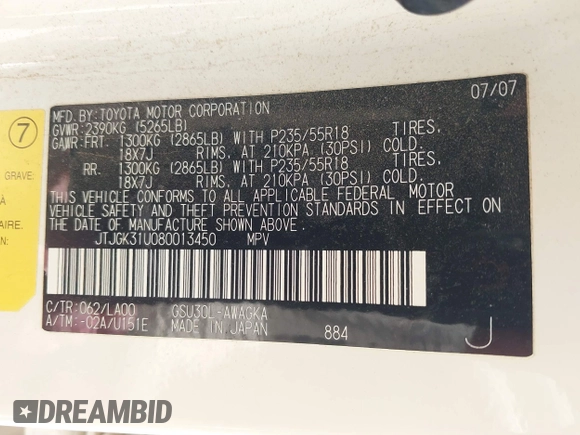 07/07
MFD.BY:TOYOTA MOTOR CORPORATION
GVWR:2390KG (5265LB)
GAWR:FRT. 1300KG (2865LB) WITH P235/55R18 TIRES,
18X7J RIMS, AT 210KPA (30PSI) COLD.
RR. 1300KG (2865LB) WITH P235/55R18 TIRES,
18X7J RIMS, AT 210KPA (30PSI) COLD.
THIS VEHICLE CONFORMS TO ALL APPLICABLE FEDERAL MOTOR
VEHICLE SAFETY AND THEFT PREVENTION STANDARDS IN EFFECT ON
THE DATE OF MANUFACTURE SHOWN ABOVE.
JTJGK31U080013450 MPV
C/TR:062/LA00 GSU30L-AWAGKA
A/TM:-02A/U151E MADE IN JAPAN 884
J
7
GRAVE:
À
AIRE.
DREAMBID